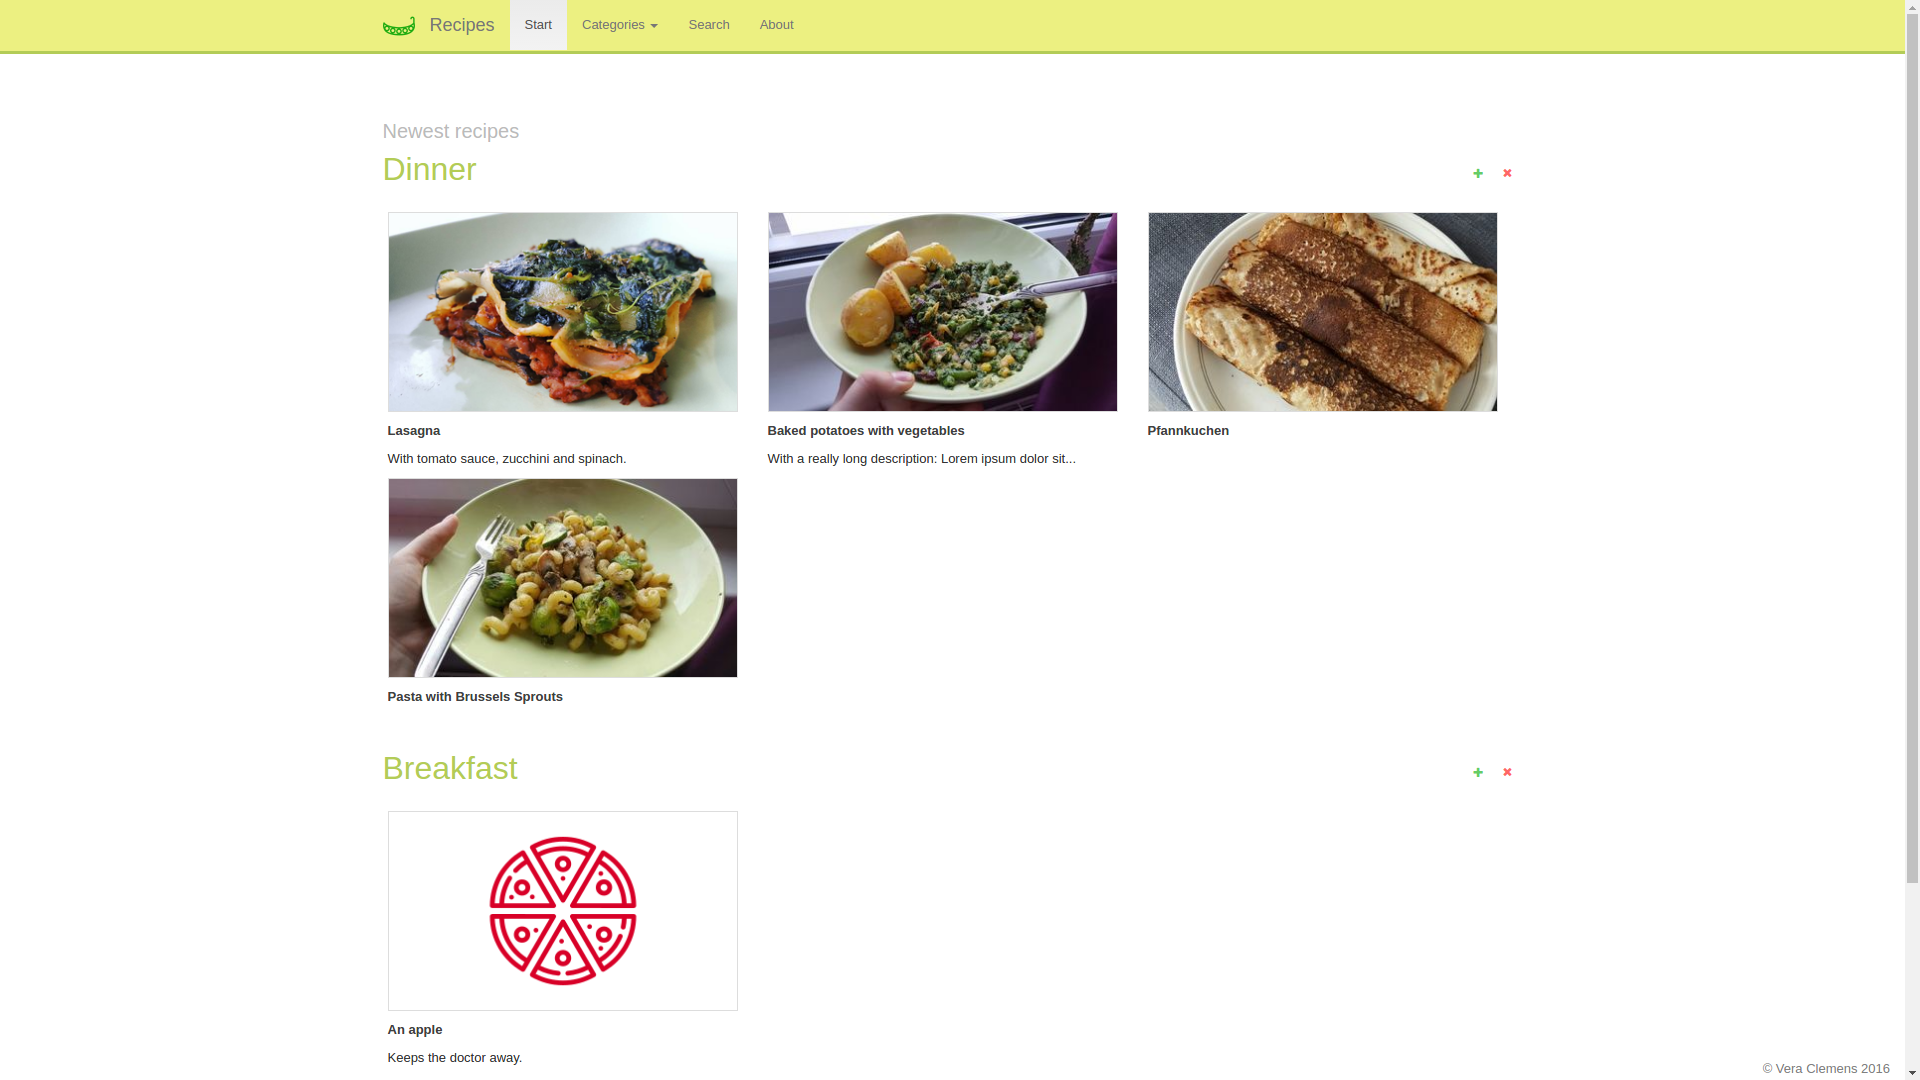 Recipes
Start
Categories
Search
About
Newest recipes
Dinner
Lasagna
With tomato sauce, zucchini and spinach.
Baked potatoes with vegetables
With a really long description: Lorem ipsum dolor sit...
Pfannkuchen
Pasta with Brussels Sprouts
Breakfast
An apple
Keeps the doctor away.
© Vera Clemens 2016